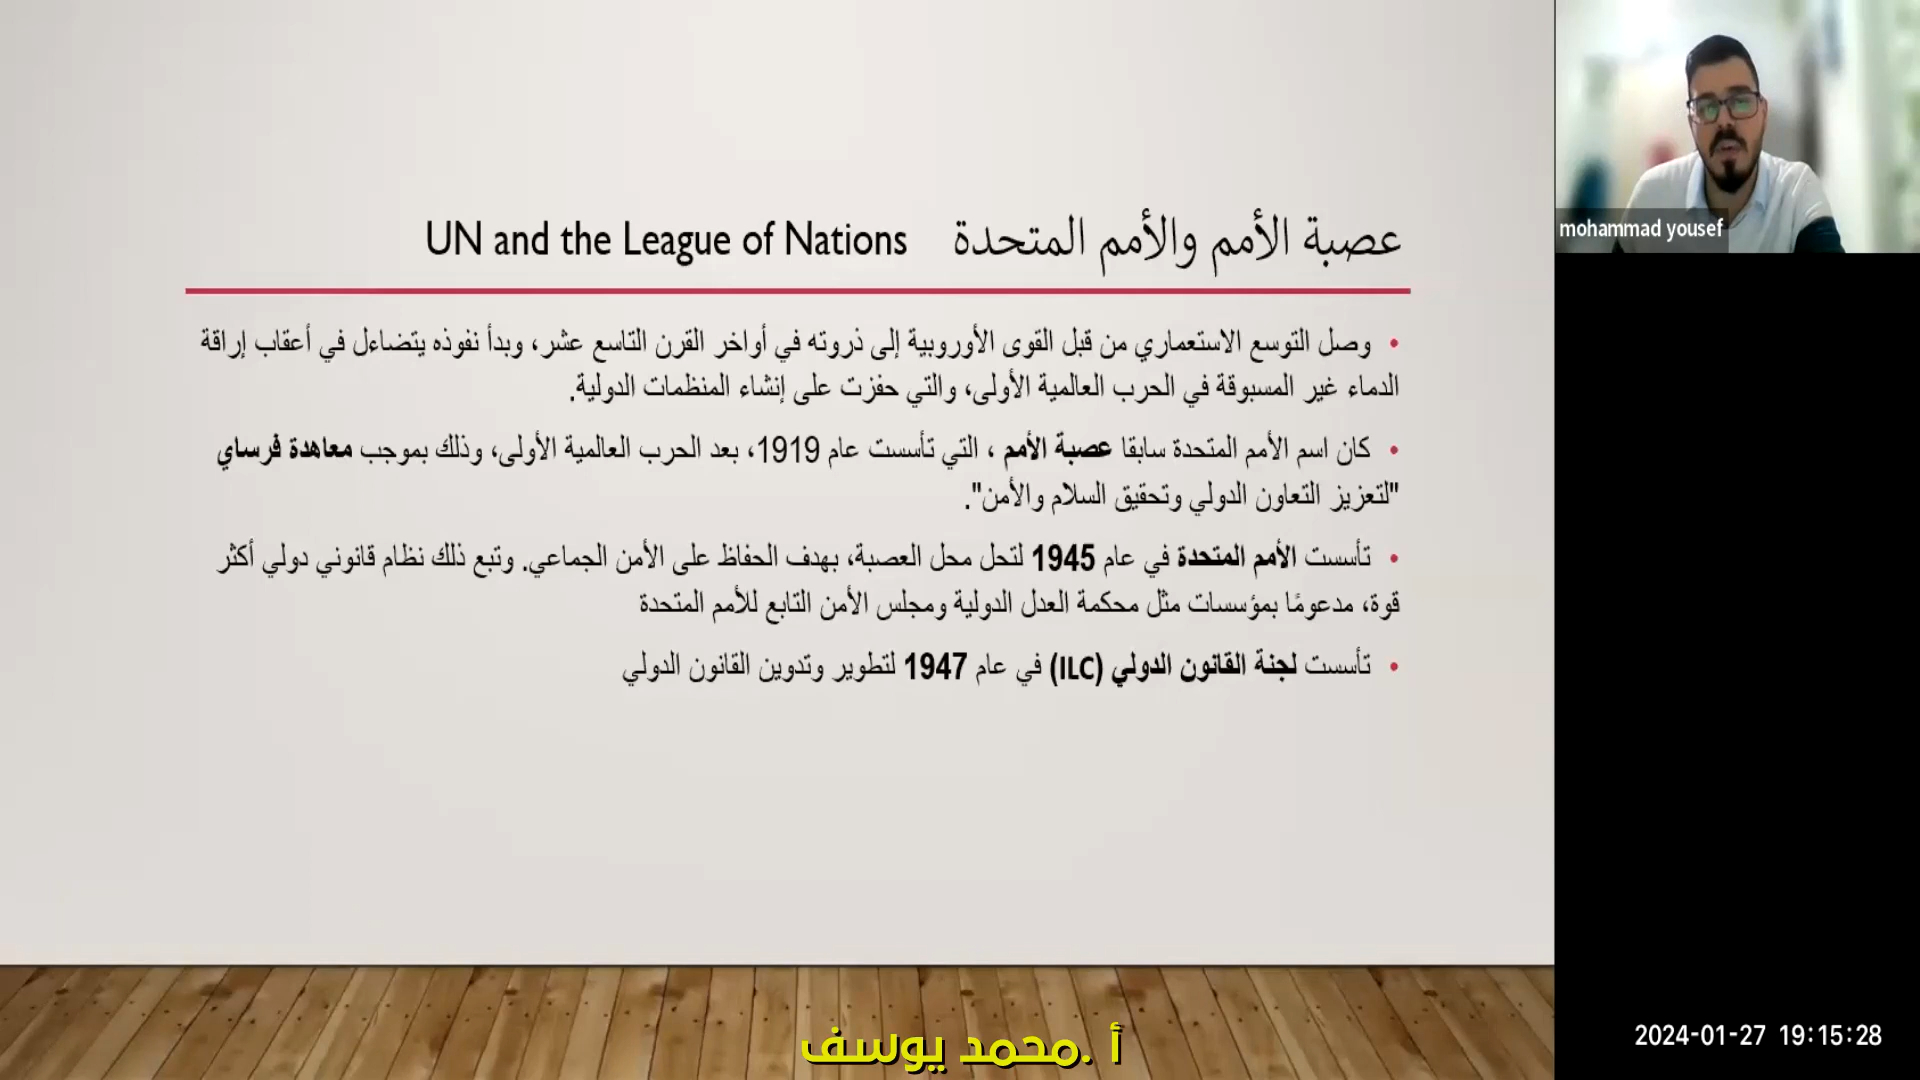 عصبة الأمم والأمم المتحدة UN and the League of Nations
• وصل التوسع الاستعماري من قبل القوى الأوروبية إلى ذروته في أواخر القرن التاسع عشر، وبدأ نفوذه يتضاءل في أعقاب إراقة
الدماء غير المسبوقة في الحرب العالمية الأولى، والتي حفزت على إنشاء المنظمات الدولية.
• كان اسم الأمم المتحدة سابقا عصبة الأمم ، التي تأسست عام 1919، بعد الحرب العالمية الأولى، وذلك بموجب معاهدة فرساي
"لتعزيز التعاون الدولي وتحقيق السلام والأمن".
• تأسست الأمم المتحدة في عام 1945 لتحل محل العصبة، بهدف الحفاظ على الأمن الجماعي. وتبع ذلك نظام قانوني دولي أكثر
قوة، مدعومًا بمؤسسات مثل محكمة العدل الدولية ومجلس الأمن التابع للأمم المتحدة
• تأسست لجنة القانون الدولي (ILC) في عام 1947 لتطوير وتدوين القانون الدولي
mohammad yousef
أ .محمد يوسف
2024-01-27 19:15:28